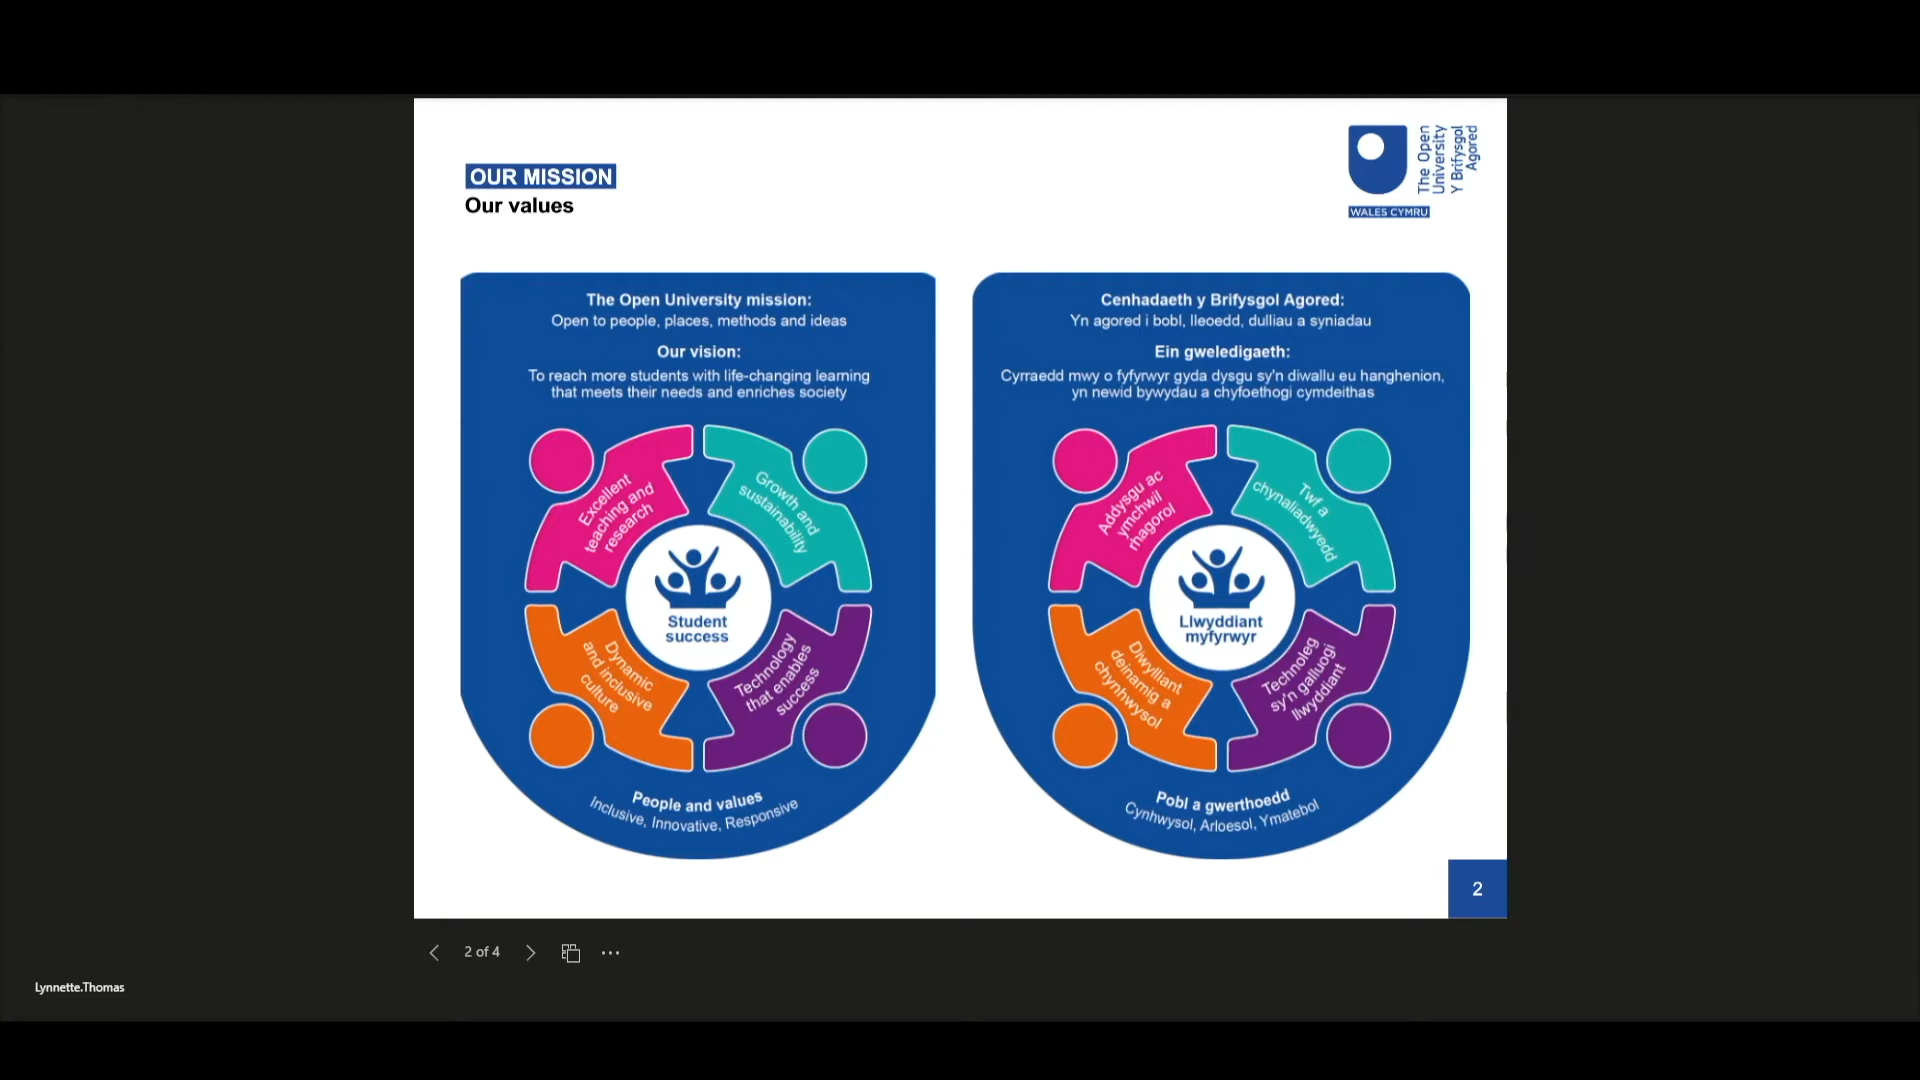 OUR MISSION
Our values
The Open
University
Y Brifysgol
Agored
WALES CYMRU
The Open University mission:
Open to people, places, methods and ideas
Our vision:
To reach more students with life-changing learning
that meets their needs and enriches society
Excellent
teaching and
research
Growth and
sustainability
Student
success
Dynamic
and inclusive
culture
Technology
that enables
success
People and values
Inclusive, Innovative, Responsive
Cenhadaeth y Brifysgol Agored:
Yn agored i bobl, lleoedd, dulliau a syniadau
Ein gweledigaeth:
Cyrraedd mwy o fyfyrwyr gyda dysgu sy'n diwallu eu hanghenion,
yn newid bywydau a chyfoethogi cymdeithas
Addysgu ac
ymchwil
rhagorol
Twf a
chynaliadwyedd
Llwyddiant
myfyrwyr
Diwylliant
deinamig a
chynhwysol
Technoleg
sy'n galluogi
llwyddiant
Pobl a gwerthoedd
Cynhwysol, Arloesol, Ymatebol
2
2 of 4
Lynnette.Thomas